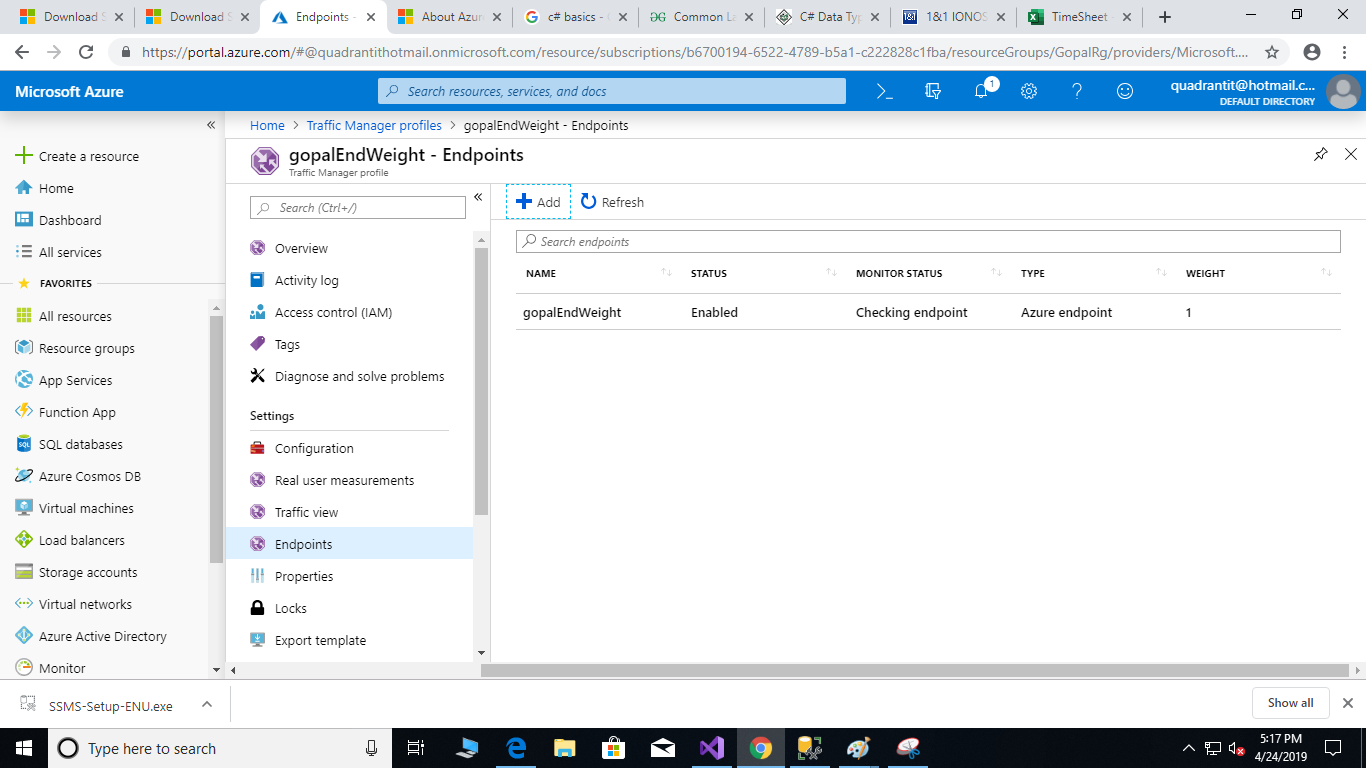 Download S
Download S
Endpoints -
About Azur
c# basics -
Common La
C# Data Typ
1&1 IONOS
TimeSheet -
https://portal.azure.com/#@quadrantithotmail.onmicrosoft.com/resource/subscriptions/b6700194-6522-4789-b5a1-c222828c1fba/resourceGroups/GopalRg/providers/Microsoft....
Microsoft Azure
Search resources, services, and docs
1
quadrantit@hotmail.c...
DEFAULT DIRECTORY
Create a resource
Home
Dashboard
All services
FAVORITES
All resources
Resource groups
App Services
Function App
SQL databases
Azure Cosmos DB
Virtual machines
Load balancers
Storage accounts
Virtual networks
Azure Active Directory
Monitor
Home > Traffic Manager profiles > gopalEndWeight - Endpoints
gopalEndWeight - Endpoints
Traffic Manager profile
Search (Ctrl+/)
Overview
Activity log
Access control (IAM)
Tags
Diagnose and solve problems
Settings
Configuration
Real user measurements
Traffic view
Endpoints
Properties
Locks
Export template
Add Refresh
Search endpoints
NAME STATUS MONITOR STATUS TYPE WEIGHT
gopalEndWeight Enabled Checking endpoint Azure endpoint 1
SSMS-Setup-ENU.exe
Show all
Type here to search
5:17 PM
4/24/2019